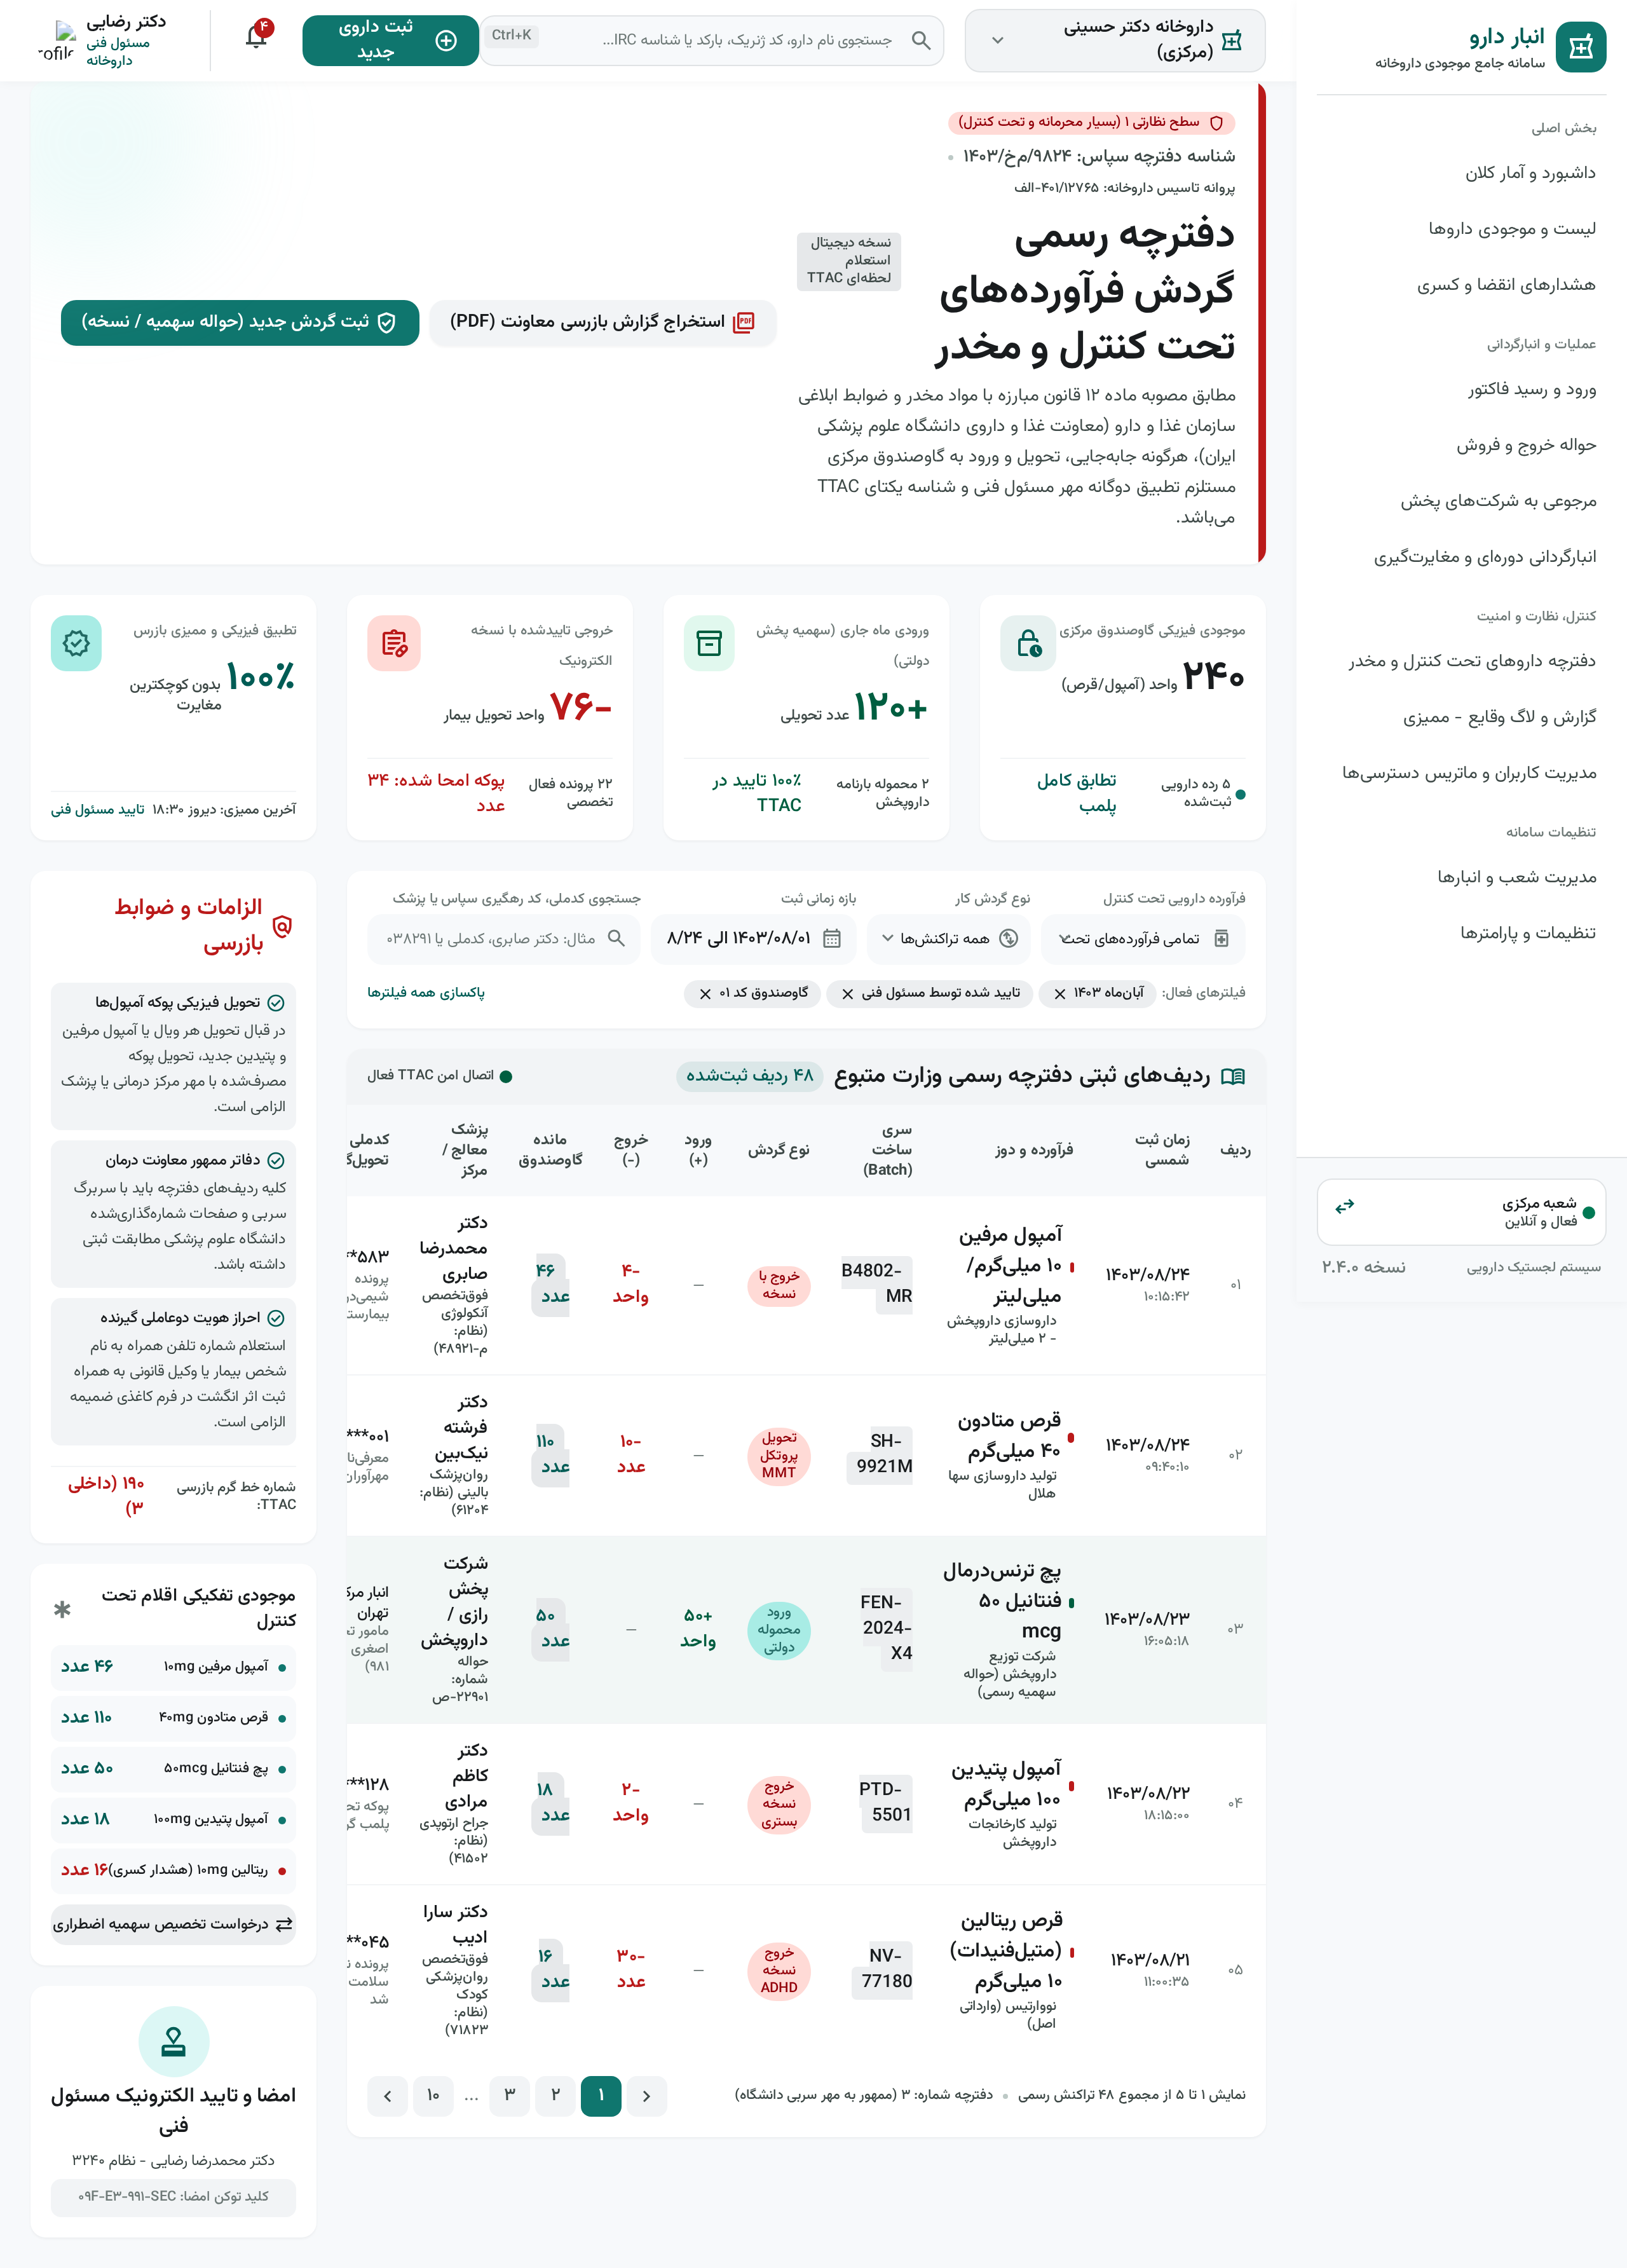 انبار دارو
سامانه جامع موجودی داروخانه
بخش اصلی
داشبورد و آمار کلان
لیست و موجودی داروها
هشدارهای انقضا و کسری
عملیات و انبارگردانی
ورود و رسید فاکتور
حواله خروج و فروش
مرجوعی به شرکت‌های پخش
انبارگردانی دوره‌ای و مغایرت‌گیری
کنترل، نظارت و امنیت
دفترچه داروهای تحت کنترل و مخدر
گزارش و لاگ وقایع - ممیزی
مدیریت کاربران و ماتریس دسترسی‌ها
تنظیمات سامانه
مدیریت شعب و انبارها
تنظیمات و پارامترها
شعبه مرکزی
فعال و آنلاین
سیستم لجستیک دارویی
نسخه ۲.۴.۰
داروخانه دکتر حسینی
(مرکزی)
جستجوی نام دارو، کد ژنریک، بارکد یا شناسه IRC...
Ctrl+K
ثبت داروی
جدید
۴
دکتر رضایی
مسئول فنی
داروخانه
سطح نظارتی ۱ (بسیار محرمانه و تحت کنترل)
شناسه دفترچه سپاس: ۹۸۲۴/م‌خ/۱۴۰۳
پروانه تاسیس داروخانه: ۴۰۱/۱۲۷۶۵-الف
دفترچه رسمی
گردش فرآورده‌های
تحت کنترل و مخدر
نسخه دیجیتال
استعلام
لحظه‌ای TTAC
مطابق مصوبه ماده ۱۲ قانون مبارزه با مواد مخدر و ضوابط ابلاغی
سازمان غذا و دارو (معاونت غذا و داروی دانشگاه علوم پزشکی
ایران)، هرگونه جابه‌جایی، تحویل و ورود به گاوصندوق مرکزی
مستلزم تطبیق دوگانه مهر مسئول فنی و شناسه یکتای TTAC
می‌باشد.
استخراج گزارش بازرسی معاونت (PDF)
ثبت گردش جدید (حواله سهمیه / نسخه)
موجودی فیزیکی گاوصندوق مرکزی
۲۴۰ واحد (آمپول/قرص)
۵ رده دارویی
ثبت‌شده
تطابق کامل
پلمب
ورودی ماه جاری (سهمیه پخش
دولتی)
+۱۲۰ عدد تحویلی
۲ محموله بارنامه
داروپخش
۱۰۰٪ تایید در
TTAC
خروجی تاییدشده با نسخه
الکترونیک
-۷۶ واحد تحویل بیمار
۲۲ پرونده فعال
تخصصی
پوکه امحا شده: ۳۴
عدد
تطبیق فیزیکی و ممیزی بازرس
۱۰۰٪ بدون کوچکترین
مغایرت
آخرین ممیزی: دیروز ۱۸:۳۰
تایید مسئول فنی
فرآورده دارویی تحت کنترل
تمامی فرآورده‌های تحت
نوع گردش کار
همه تراکنش‌ها
بازه زمانی ثبت
۱۴۰۳/۰۸/۰۱ الی ۸/۲۴
جستجوی کدملی، کد رهگیری سپاس یا پزشک
مثال: دکتر صابری، کدملی یا ۰۳۸۲۹۱
فیلترهای فعال:
آبان‌ماه ۱۴۰۳
تایید شده توسط مسئول فنی
گاوصندوق کد ۰۱
پاکسازی همه فیلترها
ردیف‌های ثبتی دفترچه رسمی وزارت متبوع
۴۸ ردیف ثبت‌شده
اتصال امن TTAC فعال
ردیف
زمان ثبت
شمسی
فرآورده و دوز
سری
ساخت
(Batch)
نوع گردش
ورود
(+)
خروج
(-)
مانده
گاوصندوق
پزشک
معالج /
مرکز
کدملی
۰۱
۱۴۰۳/۰۸/۲۴
۱۰:۱۵:۴۲
آمپول مرفین
۱۰ میلی‌گرم/
میلی‌لیتر
داروسازی داروپخش
- ۲ میلی‌لیتر
B4802-
MR
خروج با
نسخه
—
-۴
واحد
۴۶
عدد
دکتر
محمدرضا
صابری
فوق‌تخصص
آنکولوژی
(نظام:
م-۴۸۹۲۱)
*۵۸۳
پرونده
۰۲
۱۴۰۳/۰۸/۲۴
۰۹:۴۰:۱۰
قرص متادون
۴۰ میلی‌گرم
تولید داروسازی سها
هلال
SH-
9921M
تحویل
پروتکل
MMT
—
-۱۰
عدد
۱۱۰
عدد
دکتر
فرشته
نیک‌بین
روان‌پزشک
بالینی (نظام:
۶۱۲۰۴)
***۰۰۱
مهرآوران
۰۳
۱۴۰۳/۰۸/۲۳
۱۶:۰۵:۱۸
پچ ترنس‌درمال
فنتانیل ۵۰
mcg
شرکت توزیع
داروپخش (حواله
سهمیه رسمی)
FEN-
2024-
X4
ورود
محموله
دولتی
+۵۰
واحد
—
۵۰
عدد
شرکت
پخش
رازی /
داروپخش
حواله
شماره:
۲۲۹۰۱-ص
انبار
تهران
مامور
اصغری
۹۸۱)
۰۴
۱۴۰۳/۰۸/۲۲
۱۸:۱۵:۰۰
آمپول پتیدین
۱۰۰ میلی‌گرم
تولید کارخانجات
داروپخش
PTD-
5501
خروج
نسخه
بستری
—
-۲
واحد
۱۸
عدد
دکتر
کاظم
مرادی
جراح ارتوپدی
(نظام:
۴۱۵۰۲)
**۱۲۸
پوکه
پلمب
۰۵
۱۴۰۳/۰۸/۲۱
۱۱:۰۰:۳۵
قرص ریتالین
(متیل‌فنیدات)
۱۰ میلی‌گرم
نووارتیس (وارداتی
اصل)
NV-
77180
خروج
نسخه
ADHD
—
-۳۰
عدد
۱۶
عدد
دکتر سارا
ادیب
فوق‌تخصص
روان‌پزشکی
کودک
(نظام:
۷۱۸۲۳)
**۰۴۵
پرونده
سلامت
شد
نمایش ۱ تا ۵ از مجموع ۴۸ تراکنش رسمی
دفترچه شماره: ۳ (ممهور به مهر سربی دانشگاه)
۱ ۲ ۳ ... ۱۰
الزامات و ضوابط
بازرسی
تحویل فیزیکی پوکه آمپول‌ها
در قبال تحویل هر ویال یا آمپول مرفین
و پتیدین جدید، تحویل پوکه
مصرف‌شده با مهر مرکز درمانی یا پزشک
الزامی است.
دفاتر ممهور معاونت درمان
کلیه ردیف‌های دفترچه باید با سربرگ
سربی و صفحات شماره‌گذاری‌شده
دانشگاه علوم پزشکی مطابقت ثبتی
داشته باشد.
احراز هویت دوعاملی گیرنده
استعلام شماره تلفن همراه به نام
شخص بیمار یا وکیل قانونی به همراه
ثبت اثر انگشت در فرم کاغذی ضمیمه
الزامی است.
شماره خط گرم بازرسی
TTAC:
۱۹۰ (داخلی
۳)
موجودی تفکیکی اقلام تحت
کنترل
آمپول مرفین ۱۰mg
۴۶ عدد
قرص متادون ۴۰mg
۱۱۰ عدد
پچ فنتانیل ۵۰mcg
۵۰ عدد
آمپول پتیدین ۱۰۰mg
۱۸ عدد
ریتالین ۱۰mg (هشدار کسری)
۱۶ عدد
درخواست تخصیص سهمیه اضطراری
امضا و تایید الکترونیک مسئول
فنی
دکتر محمدرضا رضایی - نظام ۳۲۴۰
کلید توکن امضا: ۰۹F-E۳-۹۹۱-SEC